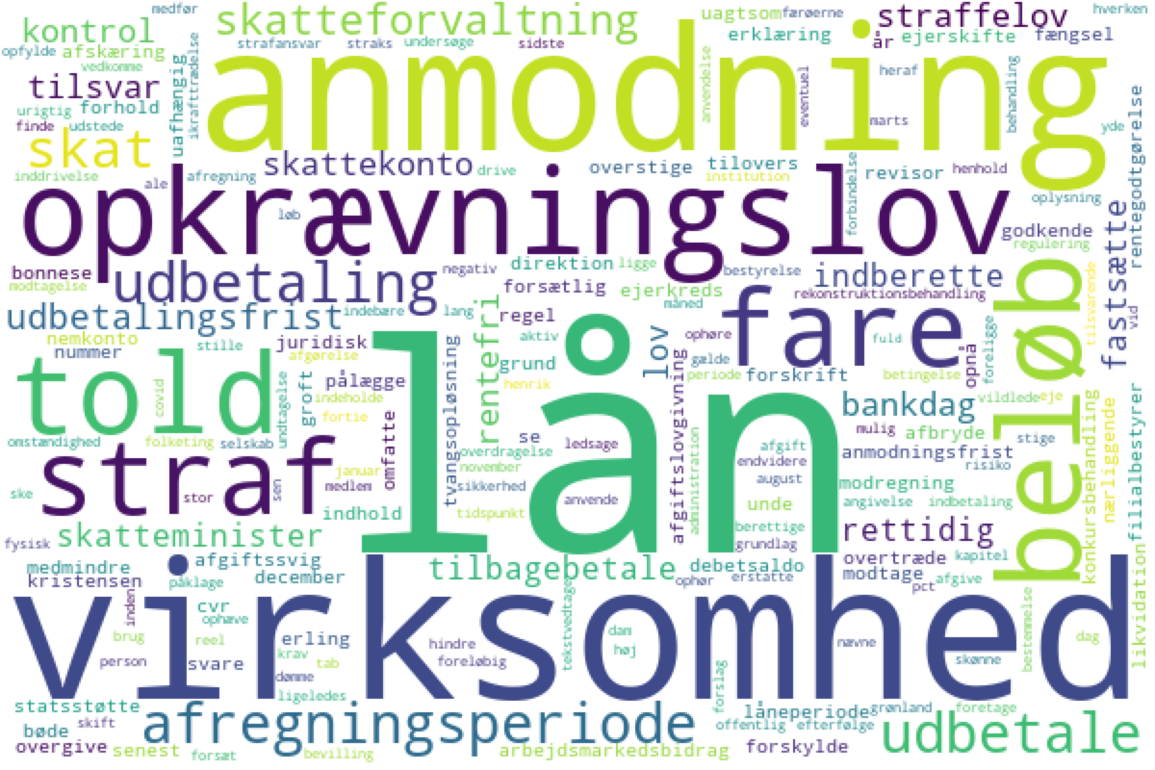 medfør
skatteforvaltning
uagtsom
færøerne
straffelov
hverken
kontrol
opfylde
afskæring
vedkomme
strafansvar
straks
undersøge
sidste
erklæring
år
ejerskifte
fængsel
anmodning
tilsvar
urigtig
forhold
finde
udstede
uafhængig
ikrafttrædelse
anvendelse
eventuel
heraf
marts
behandling
yde
rentegodtgørelse
skat
inddrivelse
ale
afregning
skattekonto
drive
overstige
tilovers
institution
forbindelse
revisor
henhold
oplysning
opkrævningslov
løb
godkende
regulering
bonnese
modtagelse
udbetaling
negativ
direktion
ligge
bestyrelse
forsætlig
ejerkreds
indberette
rekonstruktionsbehandling
beløb
tilsvarende
fastsætte
vid
udbetalingsfrist
indebære
lang
rentefri
regel
aktiv
måned
ophøre
fare
fuld
opnå
foreligge
nemkonto
nummer
stille
juridisk
afgørelse
lån
grund
lov
gælde
periode
forskrift
betingelse
told
covid
undtagelse
groft
pålægge
indeholde
fortie
omfatte
tvangsopløsning
henrik
afgiftslovgivning
bankdag
vildlede
eje
nærliggende
omstændighed
folketing
selskab
se
overdragelse
ledsage
mulig
afbryde
stige
filialbestyrer
straf
ske
stor
sen
januar
medlem
november
sikkerhed
tidspunkt
anvende
administration
afgift
endvidere
august
unde
anmodningsfrist
risiko
konkursbehandling
modregning
angivelse
indbetaling
fysisk
skatteminister
indhold
berettige
grundlag
rettidig
medmindre
afgiftssvig
kristensen
påklage
december
tilbagebetale
ophør
erstatte
debetsaldo
overtræde
kapitel
modtage
pct
afgive
likvidation
virksomhed
inden
cvr
ophæve
brug
reel
erling
krav
tab
person
svare
dømme
ligeledes
hindre
foreløbig
tekstvedtage
dam
høj
nævne
skønne
bestemmelse
dag
statsstøtte
bøde
skift
overgive
senest
forsæt
bevilling
afregningsperiode
arbejdsmarkedsbidrag
forslag
offentlig
låneperiode
efterfølge
forskylde
grønland
foretage
udbetale